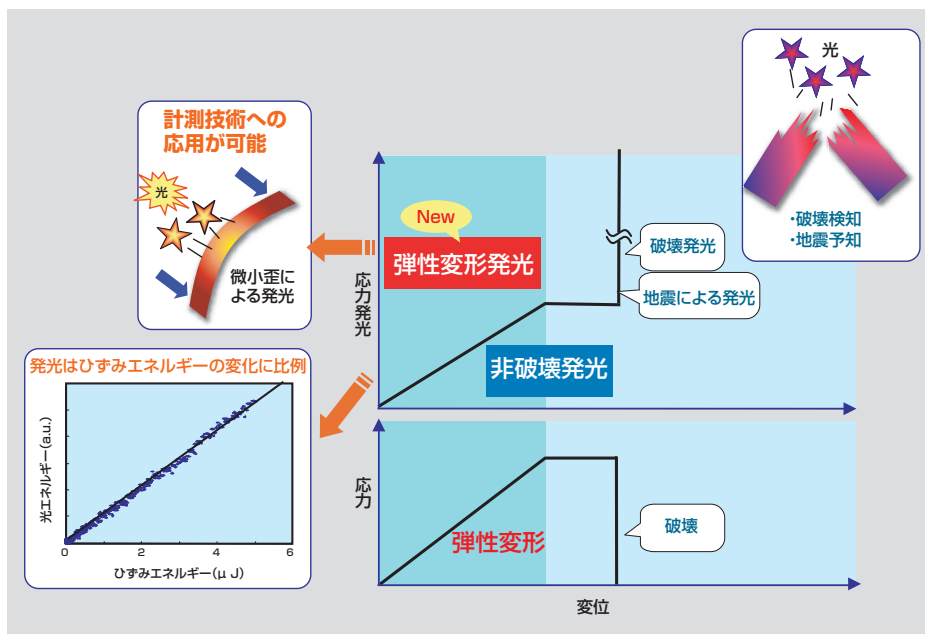 光
・破壊検知
・地震予知
計測技術への
応用が可能
光
微小歪に
よる発光
New
弾性変形発光
破壊発光
地震による発光
非破壊発光
応力発光
発光はひずみエネルギーの変化に比例
光エネルギー(a.u.)
0
2
4
6
ひずみエネルギー(μ J)
応力
弾性変形
破壊
変位